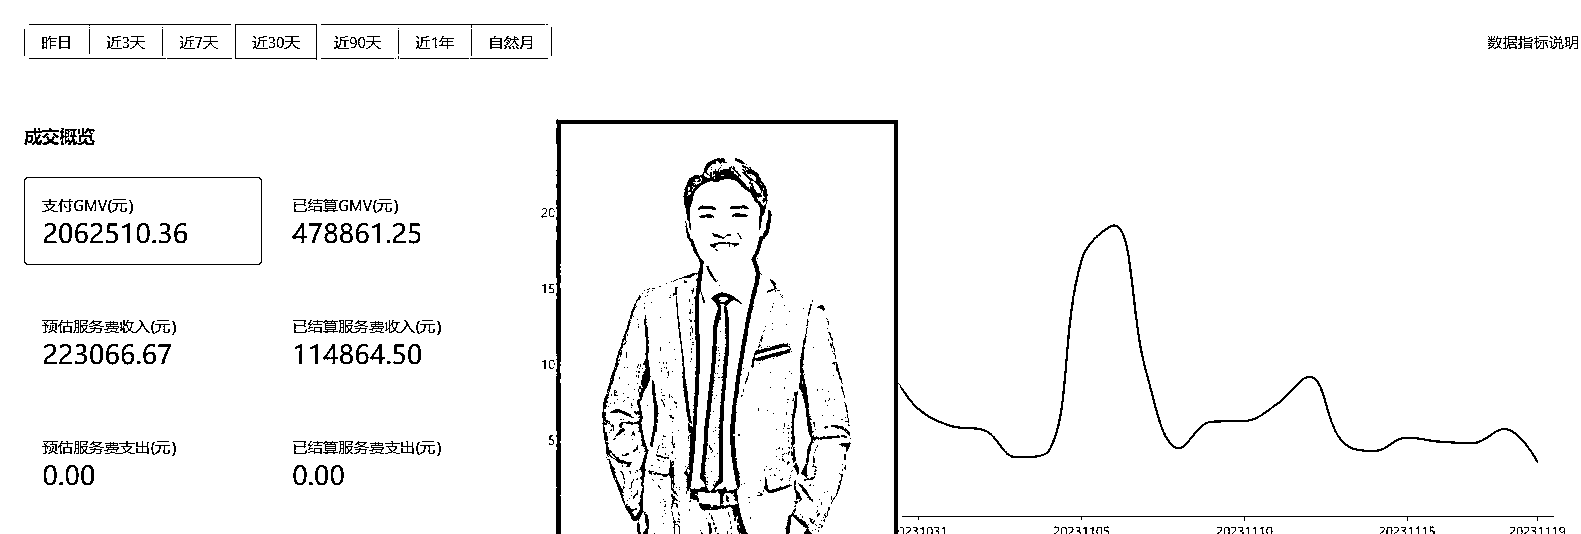 昨日 近3天 近7天 近30天 近90天 近1年 自然月 数据指标说明
成交概览
支付GMV(元) 已结算GMV(元)
2062510.36 478861.25
预估服务费收入(元) 已结算服务费收入(元)
223066.67 114864.50
预估服务费支出(元) 已结算服务费支出(元)
0.00 0.00
20
15
10
5
20231105 20231110 20231115 20231119